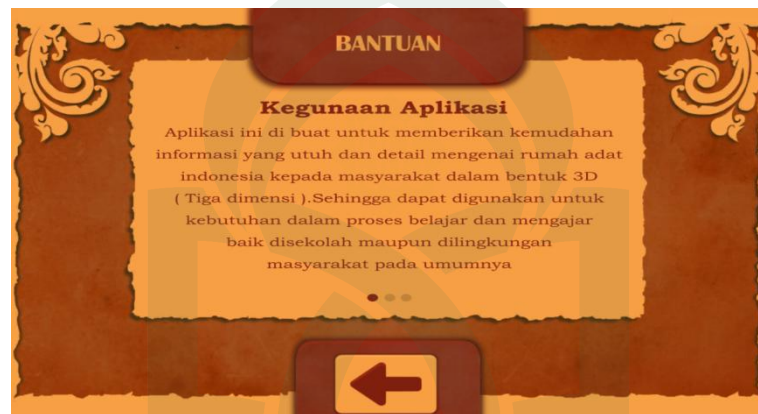 BANTUAN
Kegunaan Aplikasi
Aplikasi ini di buat untuk memberikan kemudahan
informasi yang utuh dan detail mengenai rumah adat
indonesia kepada masyarakat dalam bentuk 3D
( Tiga dimensi ).Sehingga dapat digunakan untuk
kebutuhan dalam proses belajar dan mengajar
baik disekolah maupun dilingkungan
masyarakat pada umumnya